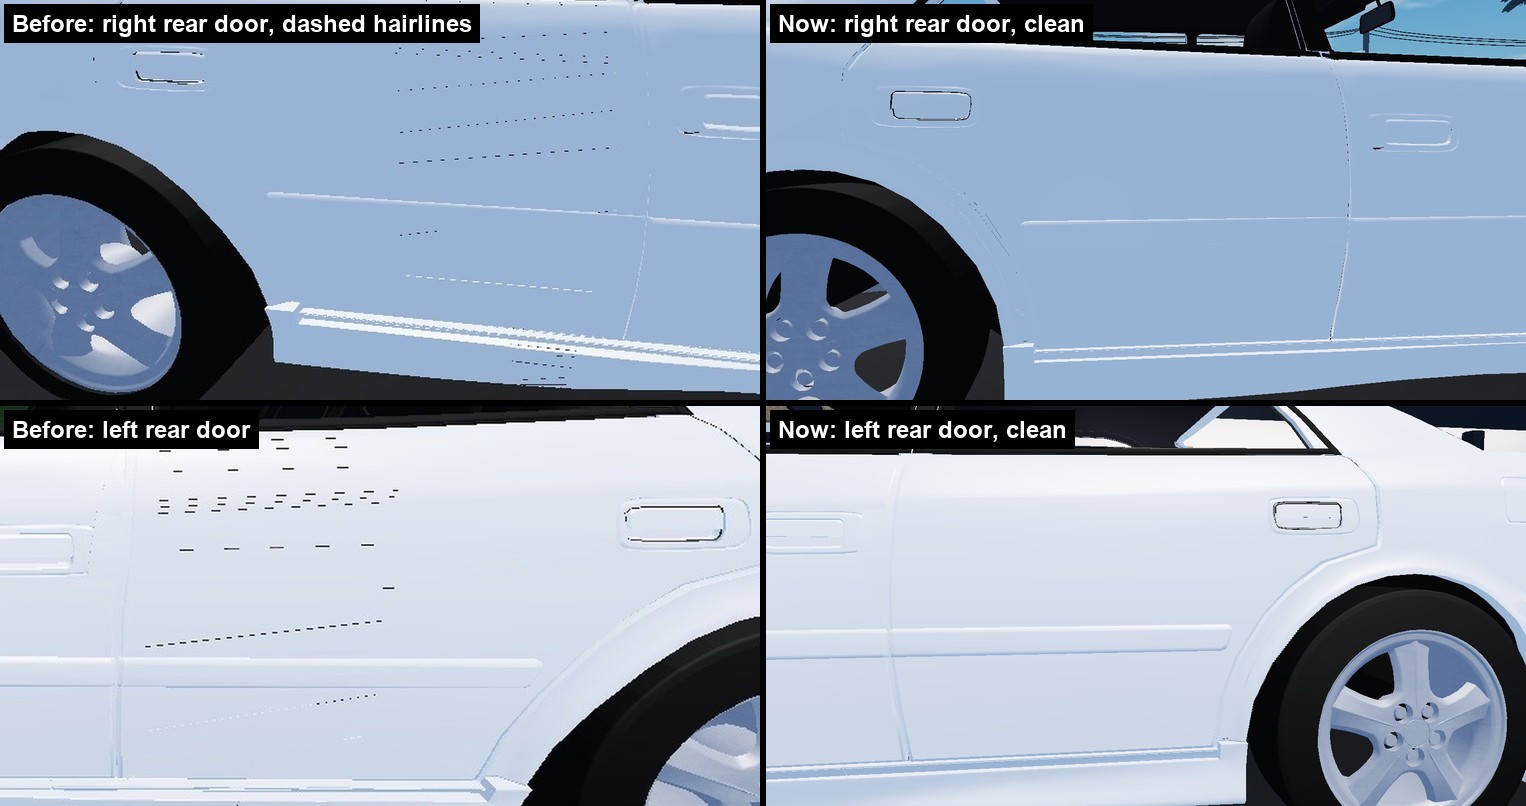 Before: right rear door, dashed hairlines
Now: right rear door, clean
Before: left rear door
Now: left rear door, clean